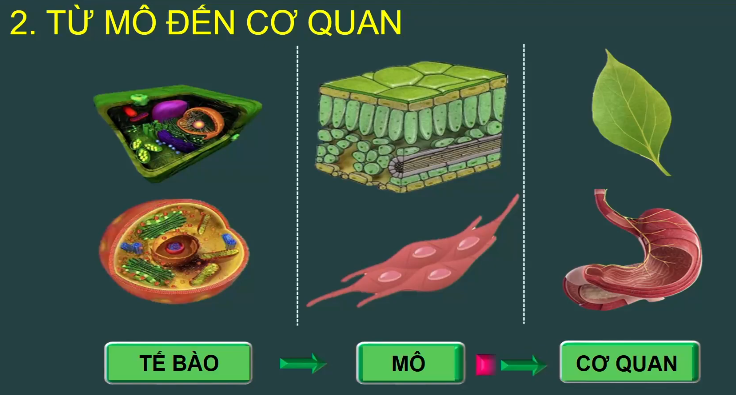 2. TỪ MÔ ĐẾN CƠ QUAN
TẾ BÀO
MÔ
CƠ QUAN